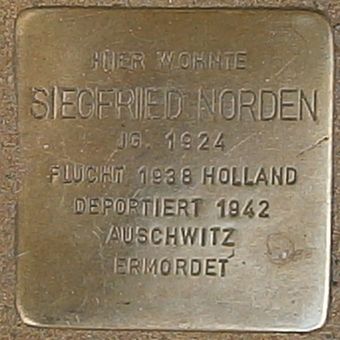 HIER WOHNTE
SIEGFRIED NORDEN
JG. 1924
FLUCHT 1938 HOLLAND
DEPORTIERT 1942
AUSCHWITZ
ERMORDET